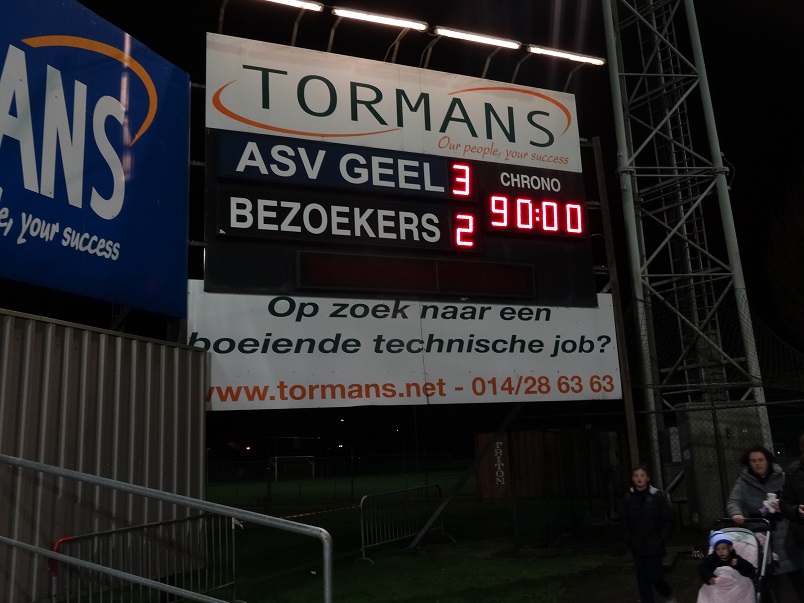 ANS
your success
TORMANS
Our people, your success
ASV GEEL 3
CHRONO
BEZOEKERS 2
90:00
Op zoek naar een
boeiende technische job?
www.tormans.net - 014/28 63 63
TRITON